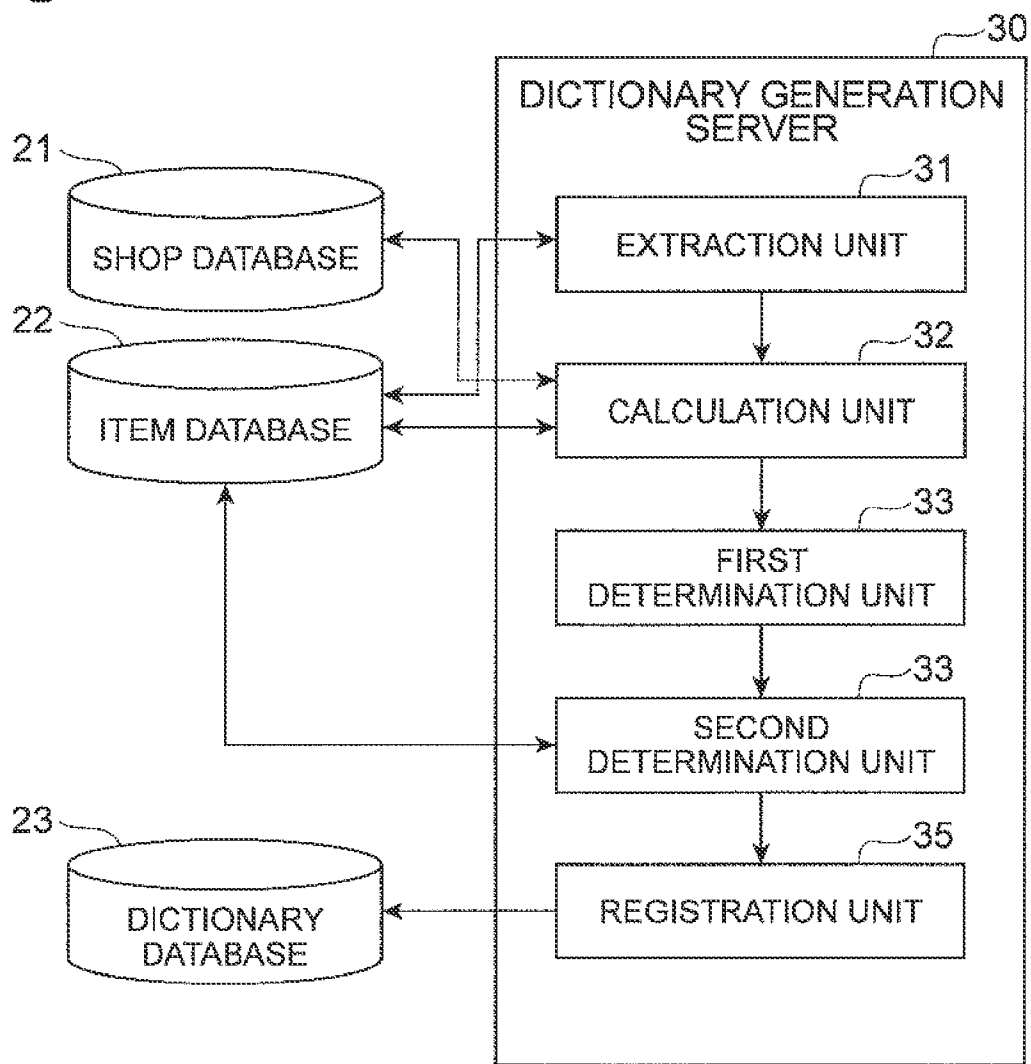 30
DICTIONARY GENERATION
SERVER
21
SHOP DATABASE
31
EXTRACTION UNIT
22
ITEM DATABASE
32
CALCULATION UNIT
33
FIRST
DETERMINATION UNIT
33
SECOND
DETERMINATION UNIT
23
DICTIONARY
DATABASE
35
REGISTRATION UNIT